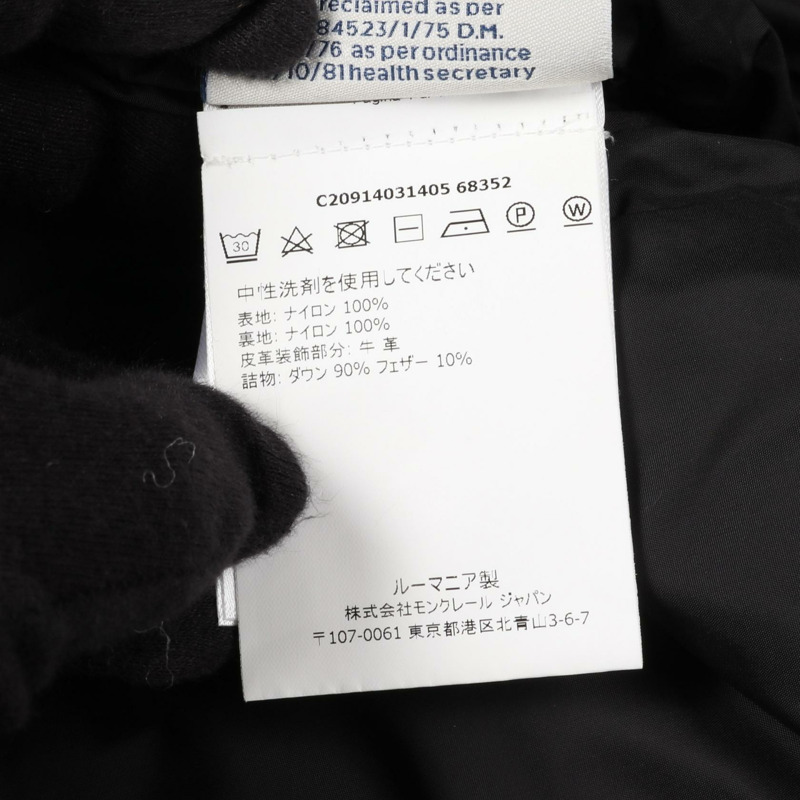 reclaimed as per
84523/1/75 D.M.
/76 as per ordinance
/10/81 health secretary
C20914031405 68352
30
P
W
中性洗剤を使用してください
表地: ナイロン 100%
裏地: ナイロン 100%
皮革装飾部分: 牛 革
詰物: ダウン 90% フェザー 10%
ルーマニア製
株式会社モンクレール ジャパン
〒107-0061 東京都港区北青山3-6-7